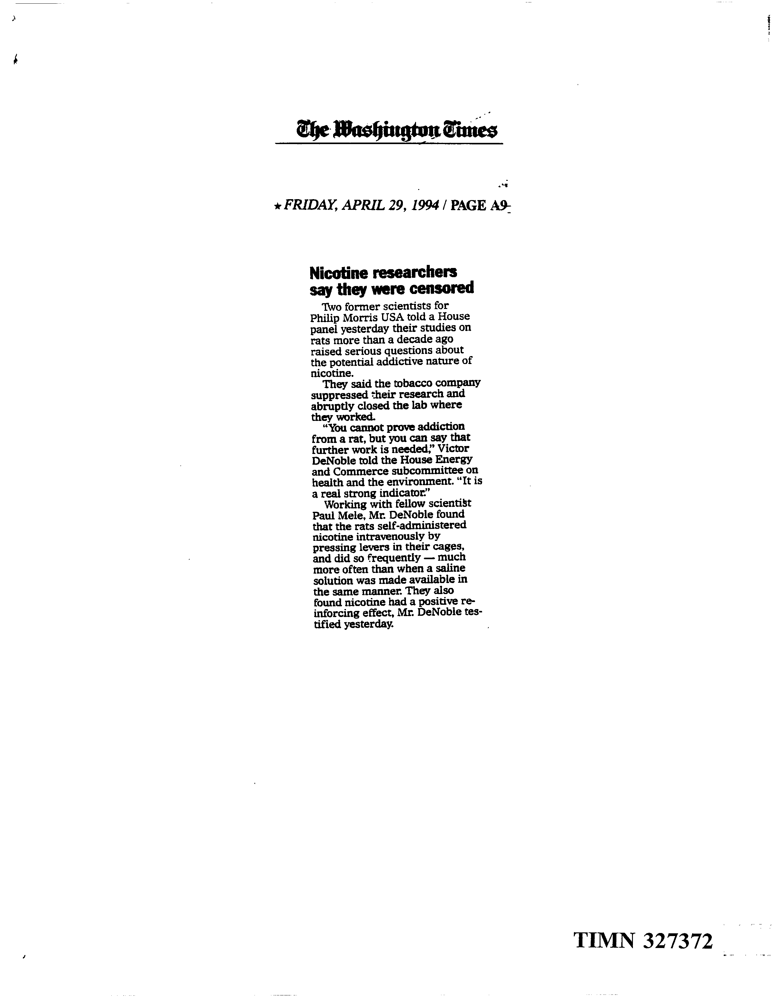 The Washington Times
★ FRIDAY, APRIL 29, 1994 / PAGE A9
Nicotine researchers
say they were censored
Two former scientists for
Philip Morris USA told a House
panel yesterday their studies on
rats more than a decade ago
raised serious questions about
the potential addictive nature of
nicotine.
They said the tobacco company
suppressed their research and
abruptly closed the lab where
they worked.
"You cannot prove addiction
from a rat, but you can say that
further work is needed," Victor
DeNoble told the House Energy
and Commerce subcommittee on
health and the environment. "It is
a real strong indicator."
Working with fellow scientist
Paul Mele, Mr. DeNoble found
that the rats self-administered
nicotine intravenously by
pressing levers in their cages,
and did so frequently — much
more often than when a saline
solution was made available in
the same manner. They also
found nicotine had a positive re-
inforcing effect, Mr. DeNoble tes-
tified yesterday.
TIMN 327372